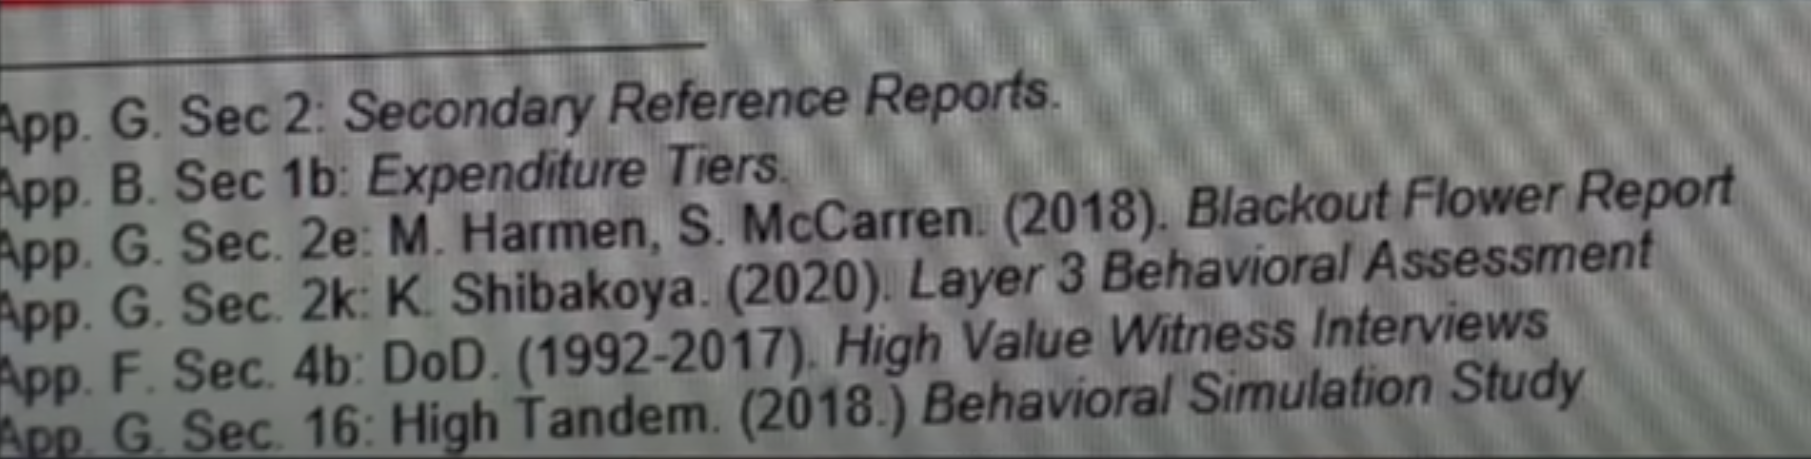 App. G. Sec 2: Secondary Reference Reports.
App. B. Sec 1b: Expenditure Tiers.
App. G. Sec. 2e: M. Harmen, S. McCarren. (2018). Blackout Flower Report
App. G. Sec. 2k: K. Shibakoya. (2020). Layer 3 Behavioral Assessment
App. F. Sec. 4b: DoD. (1992-2017). High Value Witness Interviews
App. G. Sec. 16: High Tandem. (2018.) Behavioral Simulation Study